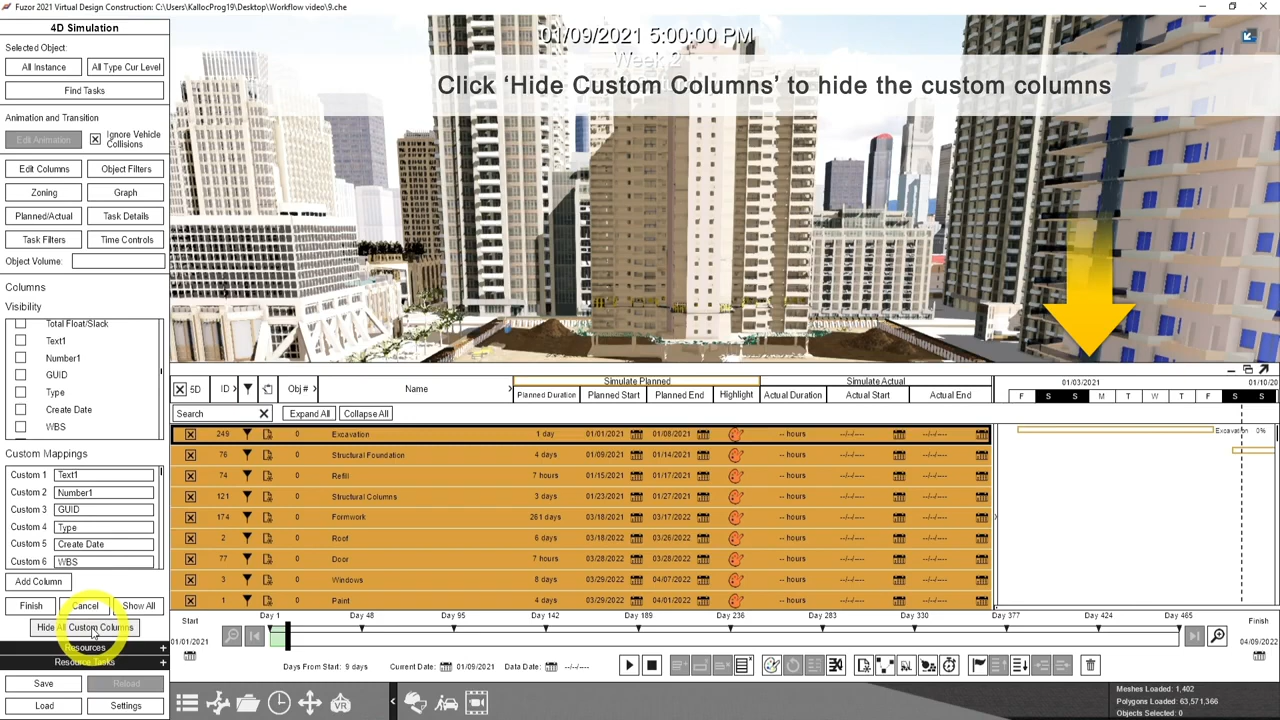 Fuzor 2021 Virtual Design Construction: C:\Users\KallocProg19\Desktop\Workflow video\9.che
4D Simulation
Selected Object:
All Instance
All Type Cur Level
Find Tasks
Animation and Transition
Edit Animation
Ignore Vehicle
Collisions
Edit Columns
Object Filters
Zoning
Graph
Planned/Actual
Task Details
Task Filters
Time Controls
Object Volume:
Columns
Visibility
Total Float/Slack
Text1
Number1
GUID
Type
Create Date
WBS
Custom Mappings
Custom 1 Text1
Custom 2 Number1
Custom 3 GUID
Custom 4 Type
Custom 5 Create Date
Custom 6 WBS
Add Column
Finish
Cancel
Show All
Hide All Custom Columns
Resources +
Resource Tasks +
Save
Reload
Load
Settings
01/09/2021 5:00:00 PM
Week 2
Click ‘Hide Custom Columns’ to hide the custom columns
Simulate Planned
Simulate Actual
5D ID Obj # Name Planned Duration Planned Start Planned End Highlight Actual Duration Actual Start Actual End
01/03/2021 01/10/20
F S S M T W T F S S
Search
Expand All
Collapse All
249 0 Excavation 1 day 01/01/2021 01/08/2021 -- hours --/--/---- --/--/---- Excavation 0%
76 0 Structural Foundation 4 days 01/09/2021 01/14/2021 -- hours --/--/---- --/--/----
74 0 Refill 7 hours 01/15/2021 01/17/2021 -- hours --/--/---- --/--/----
121 0 Structural Columns 3 days 01/23/2021 01/27/2021 -- hours --/--/---- --/--/----
174 0 Formwork 261 days 03/18/2021 03/17/2022 -- hours --/--/---- --/--/----
2 0 Roof 6 days 03/18/2022 03/26/2022 -- hours --/--/---- --/--/----
77 0 Door 7 hours 03/28/2022 03/28/2022 -- hours --/--/---- --/--/----
3 0 Windows 8 days 03/29/2022 04/07/2022 -- hours --/--/---- --/--/----
1 0 Paint 4 days 03/29/2022 04/01/2022 -- hours --/--/---- --/--/----
Start
Day 1 Day 48 Day 95 Day 142 Day 189 Day 236 Day 283 Day 330 Day 377 Day 424 Day 465
Finish
01/01/2021
04/09/2022
Days From Start: 9 days Current Date: 01/09/2021 Data Date: --/--/----
VR
Meshes Loaded: 1,402
Polygons Loaded: 63,571,366
Objects Selected: 0